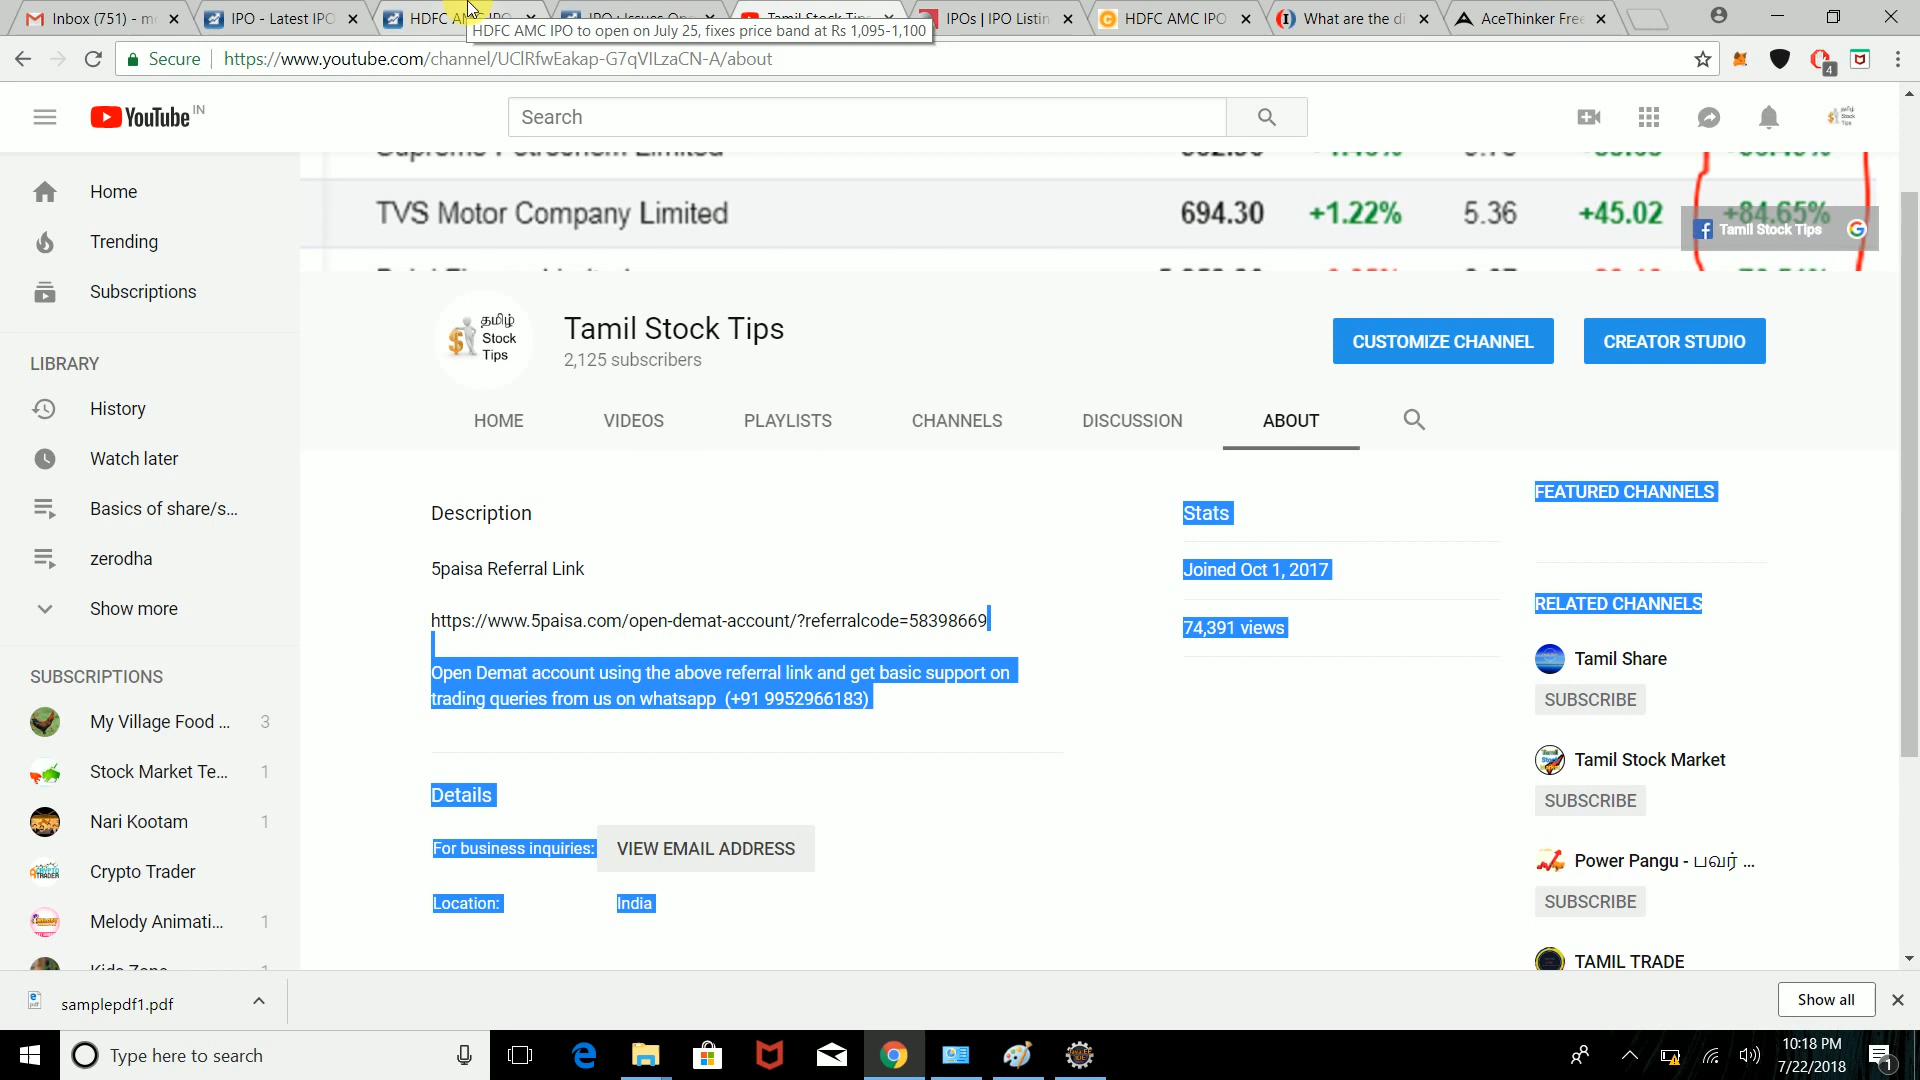 Inbox (751) - m
IPO - Latest IPO
HDFC AMC IPO
Tamil Stock Tips
IPOs | IPO Listin
HDFC AMC IPO
What are the di
AceThinker Free
HDFC AMC IPO to open on July 25, fixes price band at Rs 1,095-1,100
Secure
https://www.youtube.com/channel/UClRfwEakap-G7qVILzaCN-A/about
4
YouTube IN
Search
Home
Trending
Subscriptions
LIBRARY
History
Watch later
Basics of share/s...
zerodha
Show more
SUBSCRIPTIONS
My Village Food ... 3
Stock Market Te... 1
Nari Kootam 1
Crypto Trader
Melody Animati... 1
TVS Motor Company Limited 694.30 +1.22% 5.36 +45.02 +84.65%
Tamil Stock Tips
தமிழ்
Stock
Tips
Tamil Stock Tips
2,125 subscribers
CUSTOMIZE CHANNEL
CREATOR STUDIO
HOME VIDEOS PLAYLISTS CHANNELS DISCUSSION ABOUT
Description
5paisa Referral Link
https://www.5paisa.com/open-demat-account/?referralcode=58398669
Open Demat account using the above referral link and get basic support on
trading queries from us on whatsapp (+91 9952966183)
Details
For business inquiries: VIEW EMAIL ADDRESS
Location: India
Stats
Joined Oct 1, 2017
74,391 views
FEATURED CHANNELS
RELATED CHANNELS
Tamil Share
SUBSCRIBE
Tamil Stock Market
SUBSCRIBE
Power Pangu - பவர் ...
SUBSCRIBE
TAMIL TRADE
samplepdf1.pdf
Show all
Type here to search
10:18 PM
7/22/2018
1